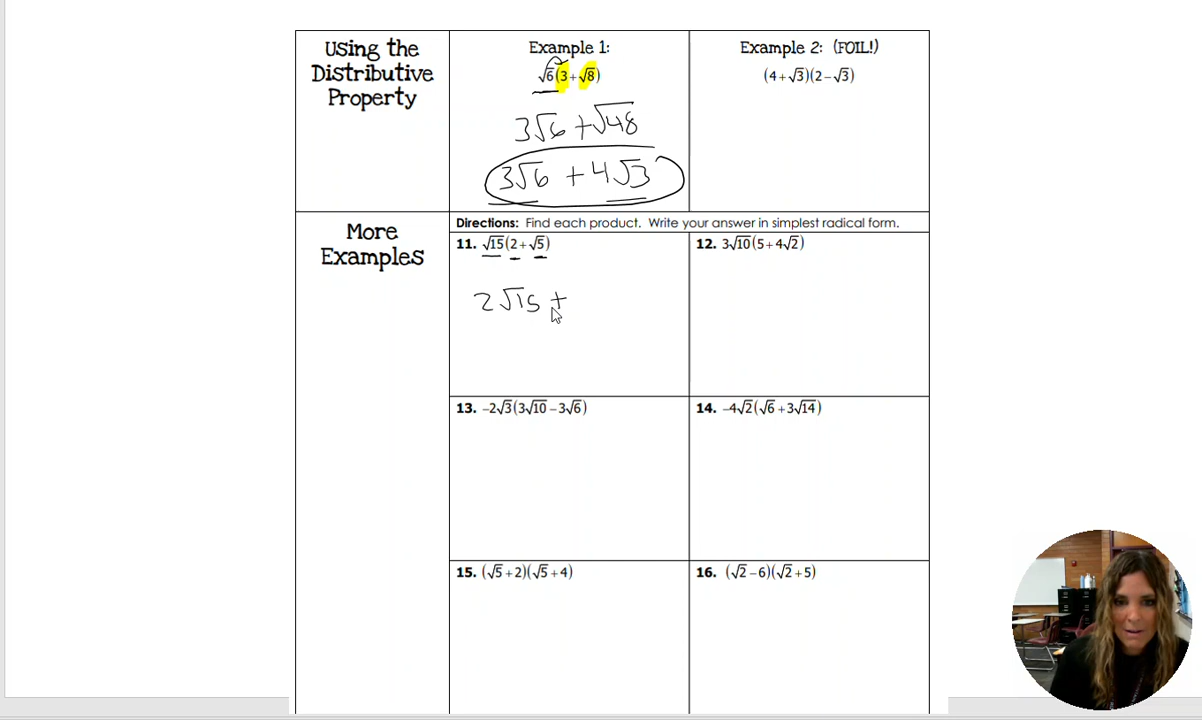 Using the
Distributive
Property
Example 1:
√6(3+√8)
3√6 + √48
3√6 + 4√3
Example 2: (FOIL!)
(4+√3)(2−√3)
More
Examples
Directions: Find each product. Write your answer in simplest radical form.
11. √15(2+√5)
2√15 +
12. 3√10(5+4√2)
13. −2√3(3√10−3√6)
14. −4√2(√6+3√14)
15. (√5+2)(√5+4)
16. (√2−6)(√2+5)